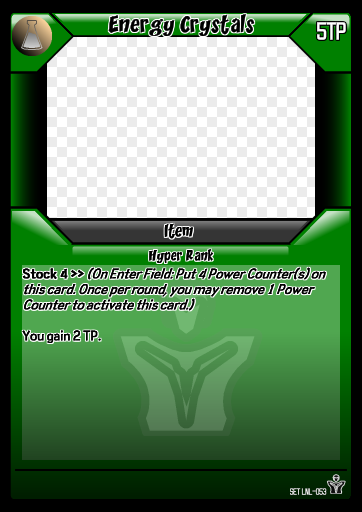 Energy Crystals
5TP
Item
Hyper Rank
Stock 4 >> (On Enter Field: Put 4 Power Counter(s) on
this card. Once per round, you may remove 1 Power
Counter to activate this card.)
You gain 2 TP.
SET LNL-053